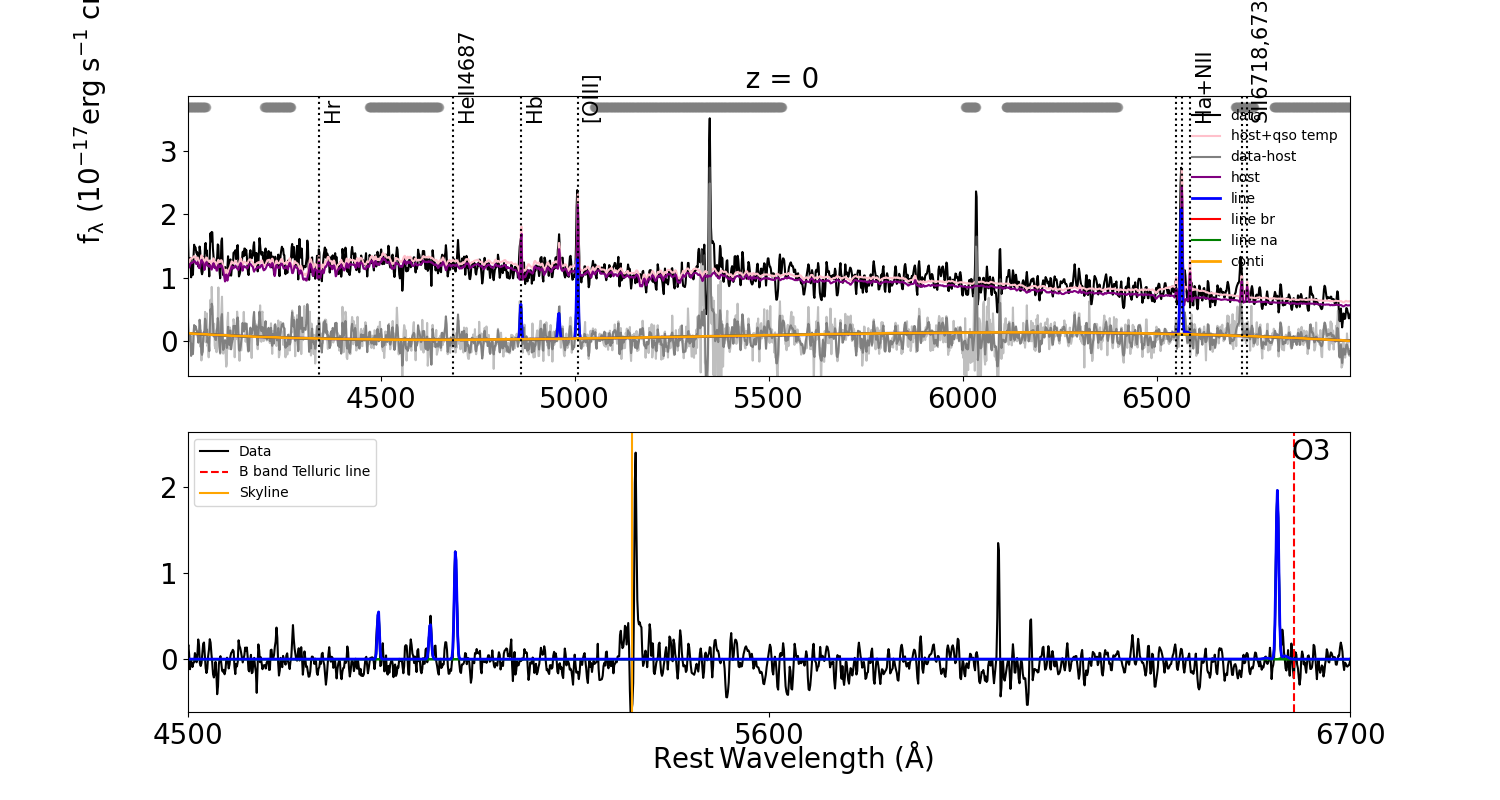 z = 0
fλ (10−17erg s−1 cm
Hr
HeII4687
Hb
[OIII]
Ha+NII
SII6718,673
data
host+qso temp
data-host
host
line
line br
line na
conti
3
2
1
0
4500 5000 5500 6000 6500
Data
B band Telluric line
Skyline
O3
2
1
0
4500 5600 6700
Rest Wavelength (Å)